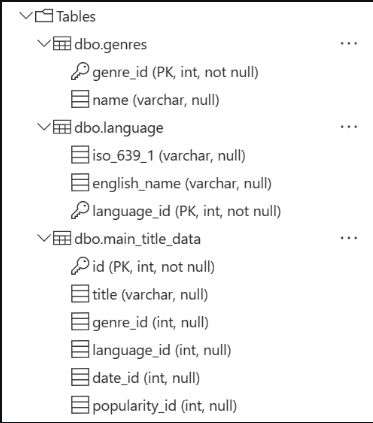 Tables
dbo.genres ...
genre_id (PK, int, not null)
name (varchar, null)
dbo.language ...
iso_639_1 (varchar, null)
english_name (varchar, null)
language_id (PK, int, not null)
dbo.main_title_data ...
id (PK, int, not null)
title (varchar, null)
genre_id (int, null)
language_id (int, null)
date_id (int, null)
popularity_id (int, null)